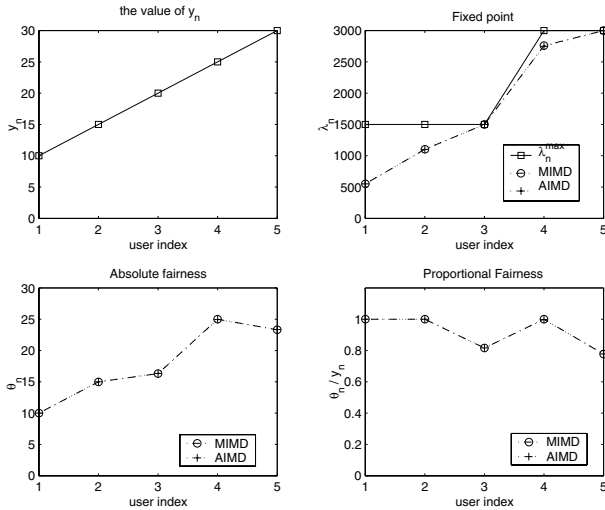 the value of y_n
30
25
20
15
10
5
0
y_n
1 2 3 4 5
user index
Fixed point
3000
2500
2000
1500
1000
500
0
λ_n
λ_n^max
MIMD
AIMD
1 2 3 4 5
user index
Absolute fairness
30
25
20
15
10
5
0
θ_n
MIMD
AIMD
1 2 3 4 5
user index
Proportional Fairness
1
0.8
0.6
0.4
0.2
0
θ_n / y_n
MIMD
AIMD
1 2 3 4 5
user index